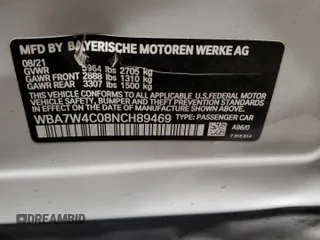 MFD BY BAYERISCHE MOTOREN WERKE AG
08/21
GVWR 5964 lbs 2705 kg
GAWR FRONT 2888 lbs 1310 kg
GAWR REAR 3307 lbs 1500 kg
THIS VEHICLE CONFORMS TO ALL APPLICABLE U.S. FEDERAL MOTOR
VEHICLE SAFETY, BUMPER, AND THEFT PREVENTION STANDARDS
IN EFFECT ON THE DATE OF MANUFACTURE SHOWN ABOVE.
WBA7W4C08NCH89469 TYPE: PASSENGER CAR
A96/0
DREAMBID